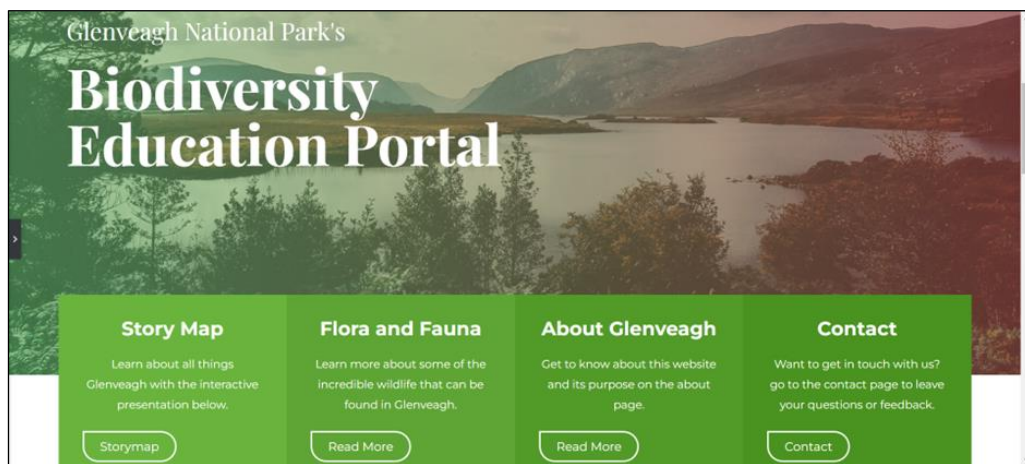 Glenveagh National Park's
Biodiversity
Education Portal
Story Map
Learn about all things
Glenveagh with the interactive
presentation below.
Storymap
Flora and Fauna
Learn more about some of the
incredible wildlife that can be
found in Glenveagh.
Read More
About Glenveagh
Get to know about this website
and its purpose on the about
page.
Read More
Contact
Want to get in touch with us?
go to the contact page to leave
your questions or feedback.
Contact